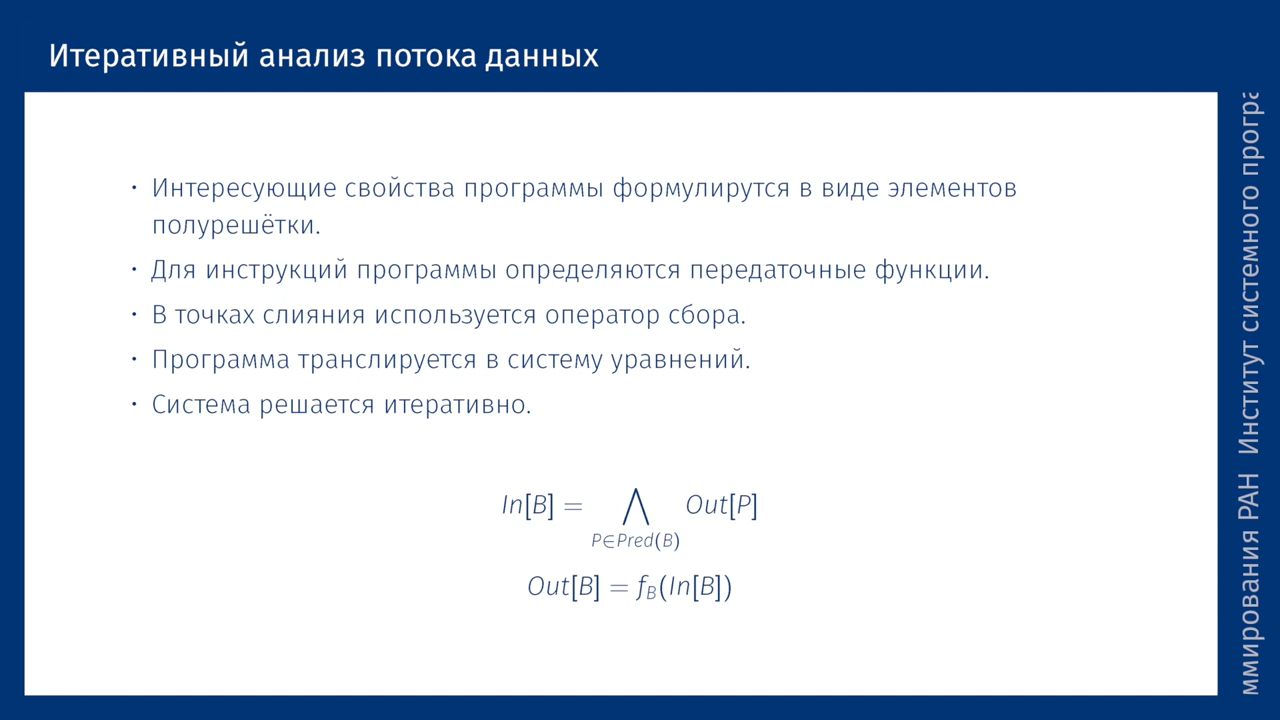 Итеративный анализ потока данных
• Интересующие свойства программы формулирутся в виде элементов
полурешётки.
• Для инструкций программы определяются передаточные функции.
• В точках слияния используется оператор сбора.
• Программа транслируется в систему уравнений.
• Система решается итеративно.
In[B] = ⋀ Out[P]
P∈Pred(B)
Out[B] = f_B(In[B])
ммирования РАН Институт системного програ